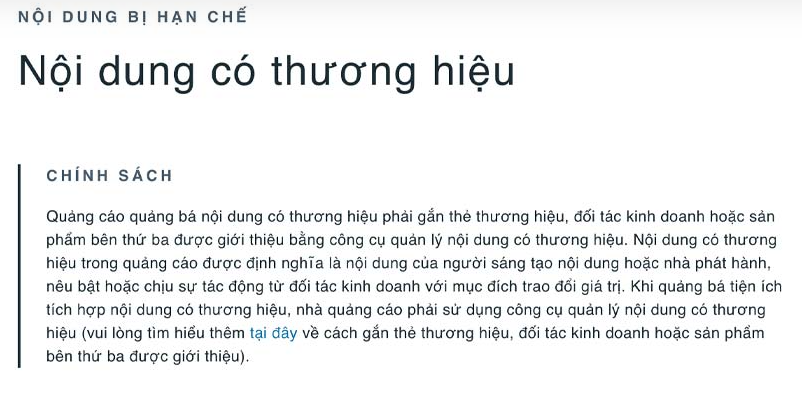 NỘI DUNG BỊ HẠN CHẾ
Nội dung có thương hiệu
CHÍNH SÁCH
Quảng cáo quảng bá nội dung có thương hiệu phải gắn thẻ thương hiệu, đối tác kinh doanh hoặc sản
phẩm bên thứ ba được giới thiệu bằng công cụ quản lý nội dung có thương hiệu. Nội dung có thương
hiệu trong quảng cáo được định nghĩa là nội dung của người sáng tạo nội dung hoặc nhà phát hành,
nêu bật hoặc chịu sự tác động từ đối tác kinh doanh với mục đích trao đổi giá trị. Khi quảng bá tiện ích
tích hợp nội dung có thương hiệu, nhà quảng cáo phải sử dụng công cụ quản lý nội dung có thương
hiệu (vui lòng tìm hiểu thêm tại đây về cách gắn thẻ thương hiệu, đối tác kinh doanh hoặc sản phẩm
bên thứ ba được giới thiệu).